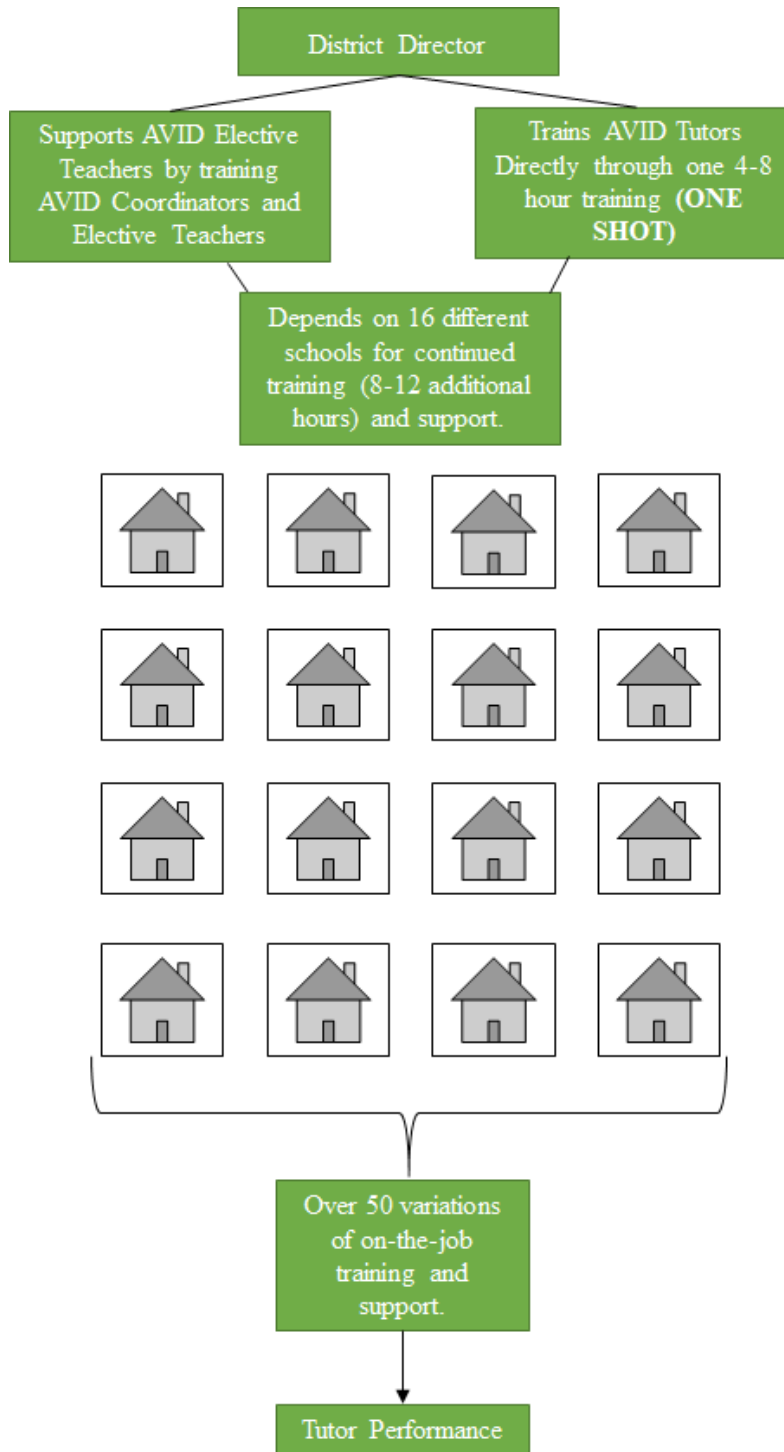 District Director
Supports AVID Elective
Teachers by training
AVID Coordinators and
Elective Teachers
Trains AVID Tutors
Directly through one 4-8
hour training (ONE
SHOT)
Depends on 16 different
schools for continued
training (8-12 additional
hours) and support.
Over 50 variations
of on-the-job
training and
support.
Tutor Performance